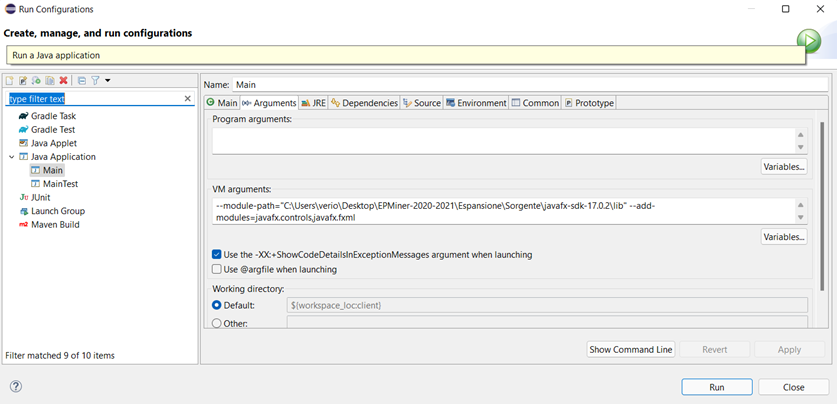 Run Configurations
Create, manage, and run configurations
Run a Java application
type filter text
Gradle Task
Gradle Test
Java Applet
Java Application
Main
MainTest
JUnit
Launch Group
Maven Build
Filter matched 9 of 10 items
Name: Main
Main Arguments JRE Dependencies Source Environment Common Prototype
Program arguments:
Variables...
VM arguments:
--module-path="C:\Users\verio\Desktop\EPMiner-2020-2021\Espansione\Sorgente\javafx-sdk-17.0.2\lib" --add-
modules=javafx.controls,javafx.fxml
Variables...
Use the -XX:+ShowCodeDetailsInExceptionMessages argument when launching
Use @argfile when launching
Working directory:
Default: ${workspace_loc:client}
Other:
Show Command Line Revert Apply
Run Close